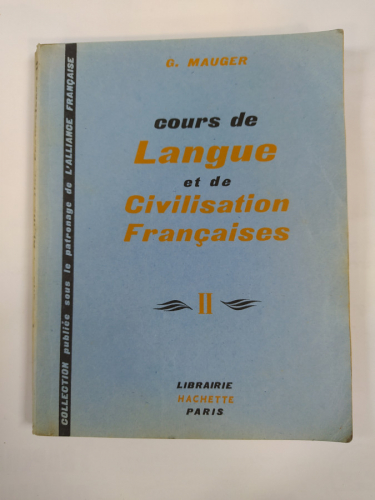 G. MAUGER
cours de
Langue
et de
Civilisation
Françaises
II
LIBRAIRIE
HACHETTE
PARIS
COLLECTION publiée sous le patronage de L'ALLIANCE FRANÇAISE